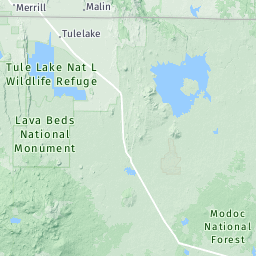 Merrill
Malin
Tulelake
Tule Lake Nat L
Wildlife Refuge
Lava Beds
National
Monument
Modoc
National
Forest